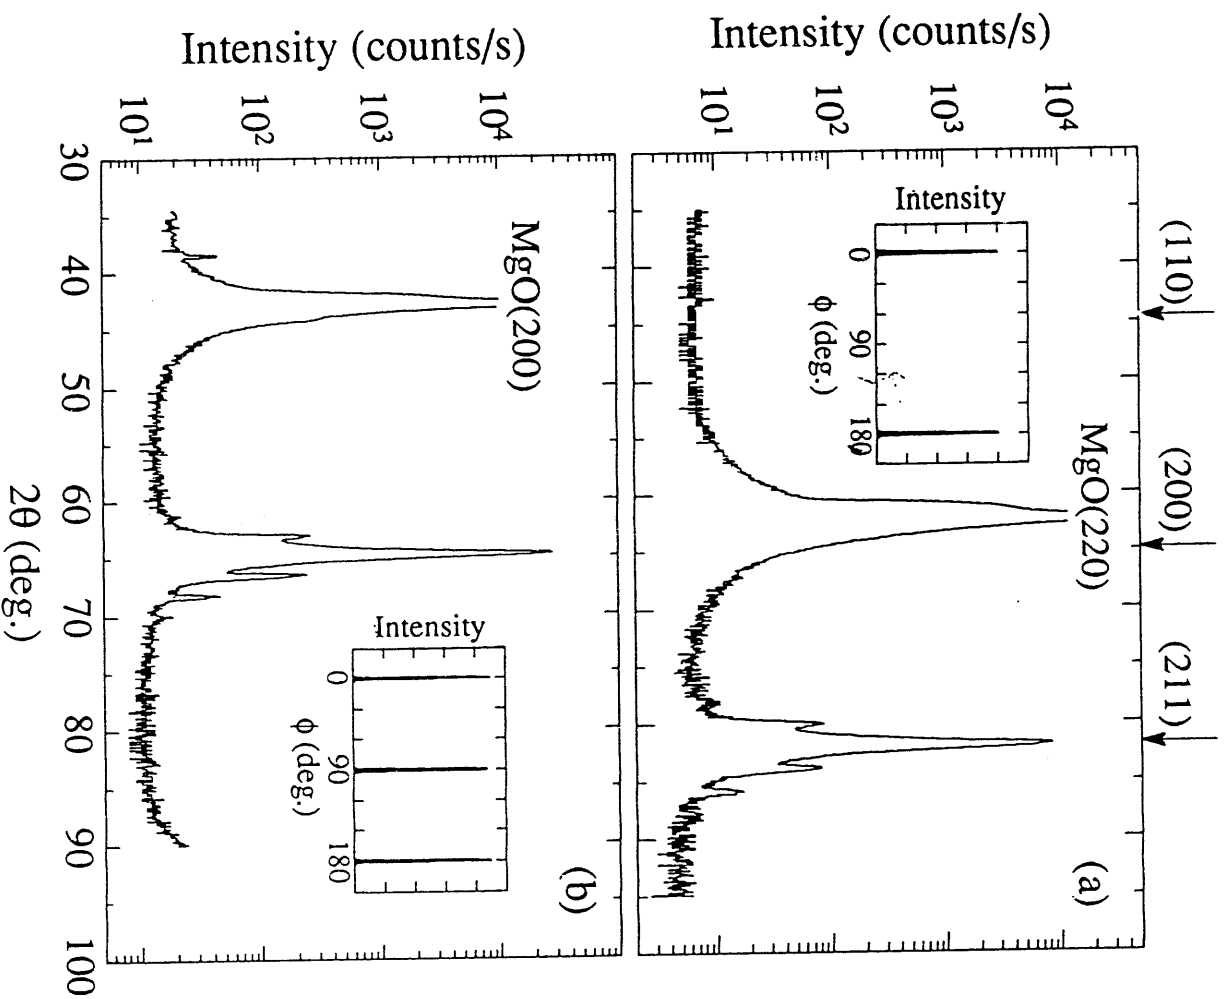 (110)
(200)
(211)
Intensity (counts/s)
10⁴
10³
10²
10¹
MgO(220)
(a)
Intensity
0
90
180
ϕ (deg.)
Intensity (counts/s)
10⁴
10³
10²
10¹
MgO(200)
(b)
Intensity
0
90
180
ϕ (deg.)
30
40
50
60
70
80
90
100
2θ (deg.)